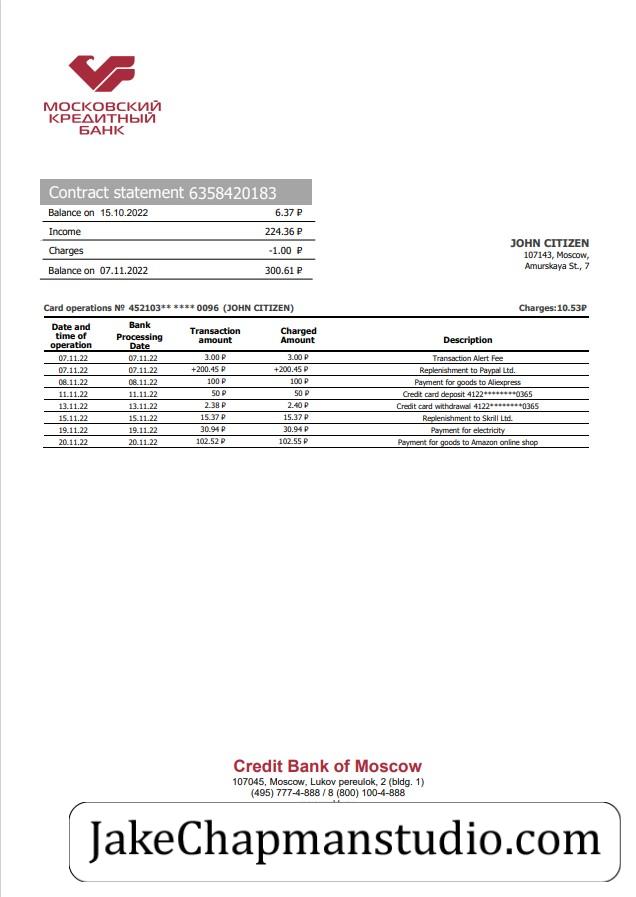 МОСКОВСКИЙ
КРЕДИТНЫЙ
БАНК
Contract statement 6358420183
Balance on 15.10.2022 6.37 ₽
Income 224.36 ₽
Charges -1.00 ₽
Balance on 07.11.2022 300.61 ₽
JOHN CITIZEN
107143, Moscow,
Amurskaya St., 7
Card operations № 452103** **** 0096 (JOHN CITIZEN) Charges:10.53₽
Date and time of operation Bank Processing Date Transaction amount Charged Amount Description
07.11.22 07.11.22 3.00 ₽ 3.00 ₽ Transaction Alert Fee
07.11.22 07.11.22 +200.45 ₽ +200.45 ₽ Replenishment to Paypal Ltd.
08.11.22 08.11.22 100 ₽ 100 ₽ Payment for goods to Aliexpress
11.11.22 11.11.22 50 ₽ 50 ₽ Credit card deposit 4122********0365
13.11.22 13.11.22 2.38 ₽ 2.40 ₽ Credit card withdrawal 4122********0365
15.11.22 15.11.22 15.37 ₽ 15.37 ₽ Replenishment to Skrill Ltd.
19.11.22 19.11.22 30.94 ₽ 30.94 ₽ Payment for electricity
20.11.22 20.11.22 102.52 ₽ 102.55 ₽ Payment for goods to Amazon online shop
Credit Bank of Moscow
107045, Moscow, Lukov pereulok, 2 (bldg. 1)
(495) 777-4-888 / 8 (800) 100-4-888
JakeChapmanstudio.com